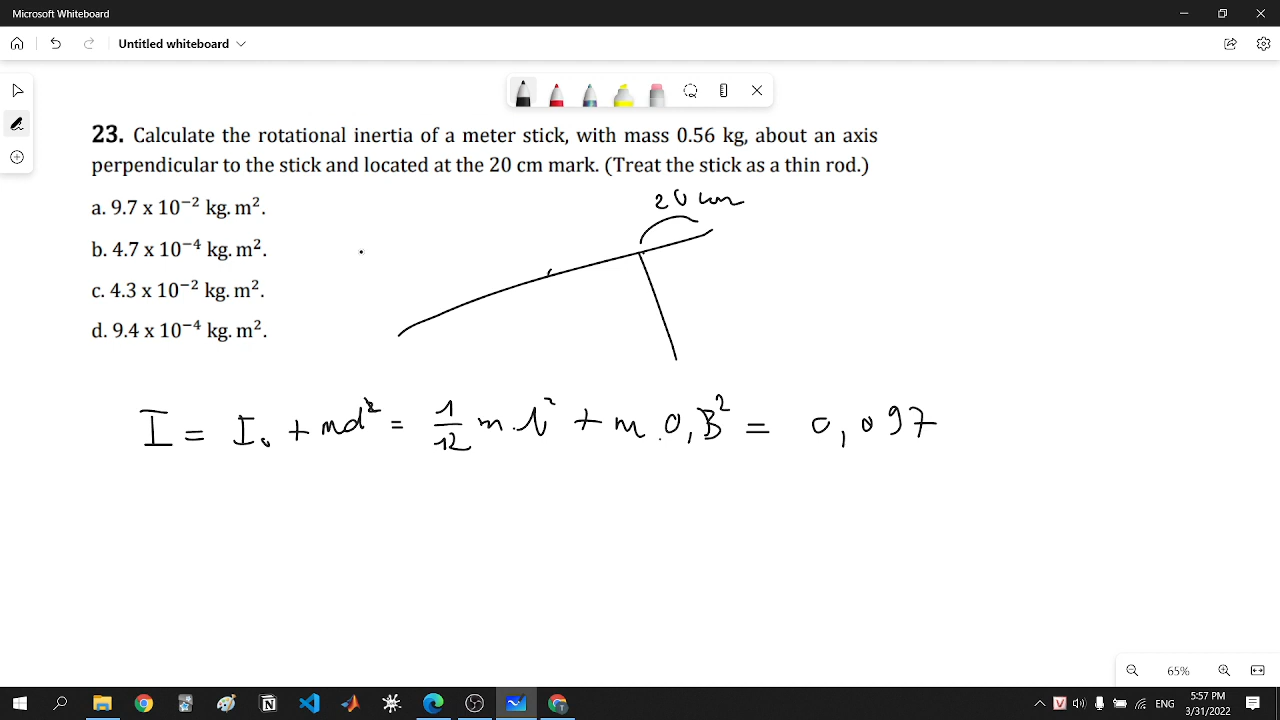 Microsoft Whiteboard
Untitled whiteboard
23. Calculate the rotational inertia of a meter stick, with mass 0.56 kg, about an axis
perpendicular to the stick and located at the 20 cm mark. (Treat the stick as a thin rod.)
a. 9.7 x 10⁻² kg. m².
b. 4.7 x 10⁻⁴ kg. m².
c. 4.3 x 10⁻² kg. m².
d. 9.4 x 10⁻⁴ kg. m².
20 cm
I = I₀ + md² = 1/12 m.1² + m.0,3² = 0,097
65%
ENG
5:57 PM
3/31/2022